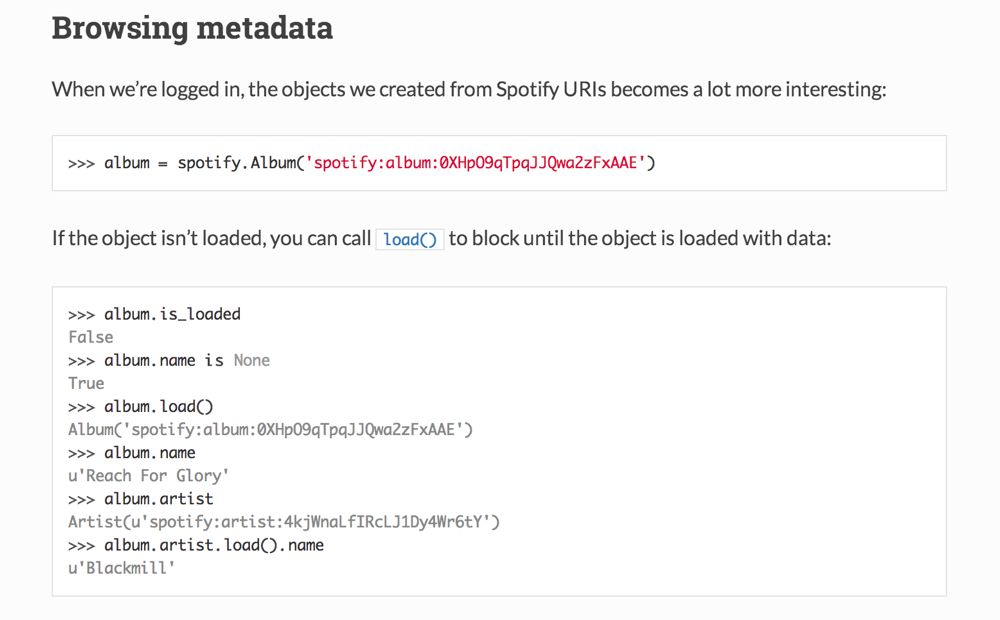 Browsing metadata
When we’re logged in, the objects we created from Spotify URIs becomes a lot more interesting:
>>> album = spotify.Album('spotify:album:0XHpO9qTpqJJQwa2zFxAAE')
If the object isn’t loaded, you can call load() to block until the object is loaded with data:
>>> album.is_loaded
False
>>> album.name is None
True
>>> album.load()
Album('spotify:album:0XHpO9qTpqJJQwa2zFxAAE')
>>> album.name
u'Reach For Glory'
>>> album.artist
Artist(u'spotify:artist:4kjWnaLfIRcLJ1Dy4Wr6tY')
>>> album.artist.load().name
u'Blackmill'